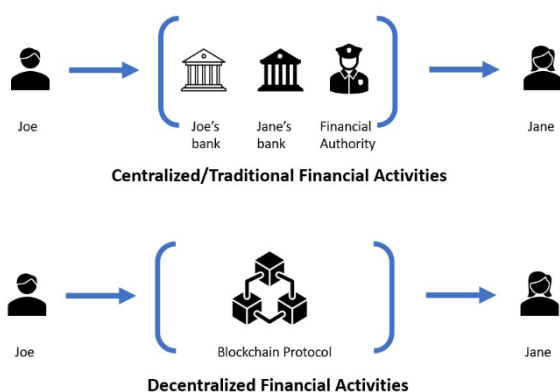 Joe
Joe's
bank
Jane's
bank
Financial
Authority
Jane
Centralized/Traditional Financial Activities
Joe
Blockchain Protocol
Jane
Decentralized Financial Activities